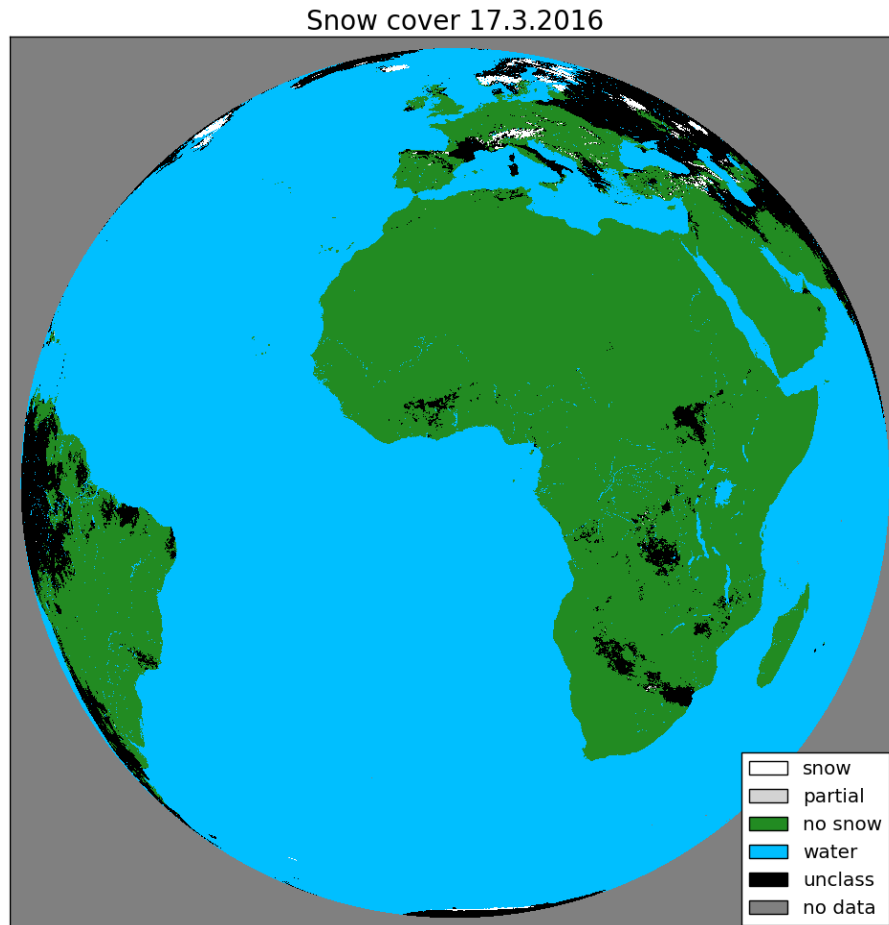 Snow cover 17.3.2016
snow
partial
no snow
water
unclass
no data